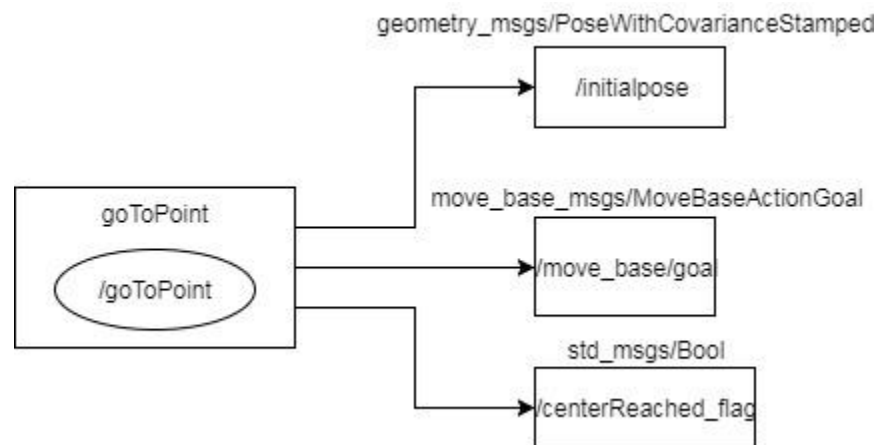 geometry_msgs/PoseWithCovarianceStamped
/initialpose
goToPoint
/goToPoint
move_base_msgs/MoveBaseActionGoal
/move_base/goal
std_msgs/Bool
/centerReached_flag